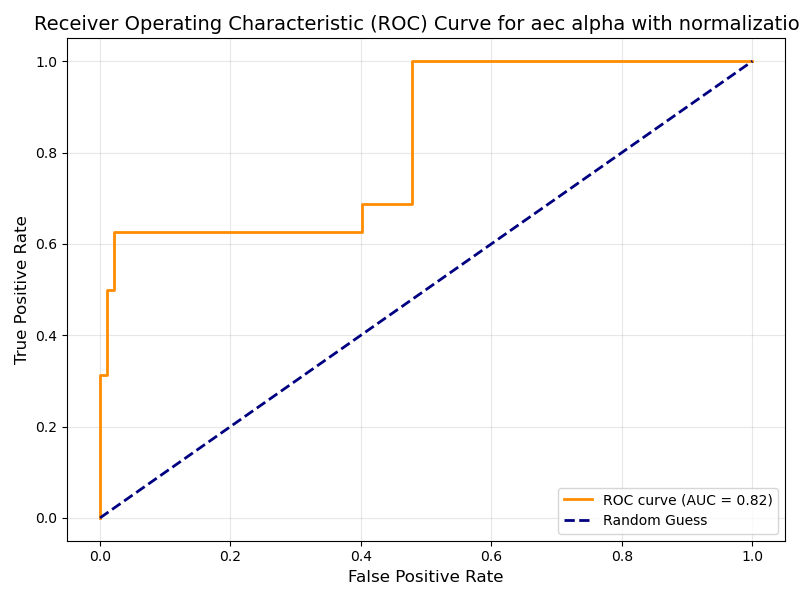 Receiver Operating Characteristic (ROC) Curve for aec alpha with normalizatio
1.0
0.8
0.6
0.4
0.2
0.0
True Positive Rate
0.0 0.2 0.4 0.6 0.8 1.0
False Positive Rate
ROC curve (AUC = 0.82)
Random Guess